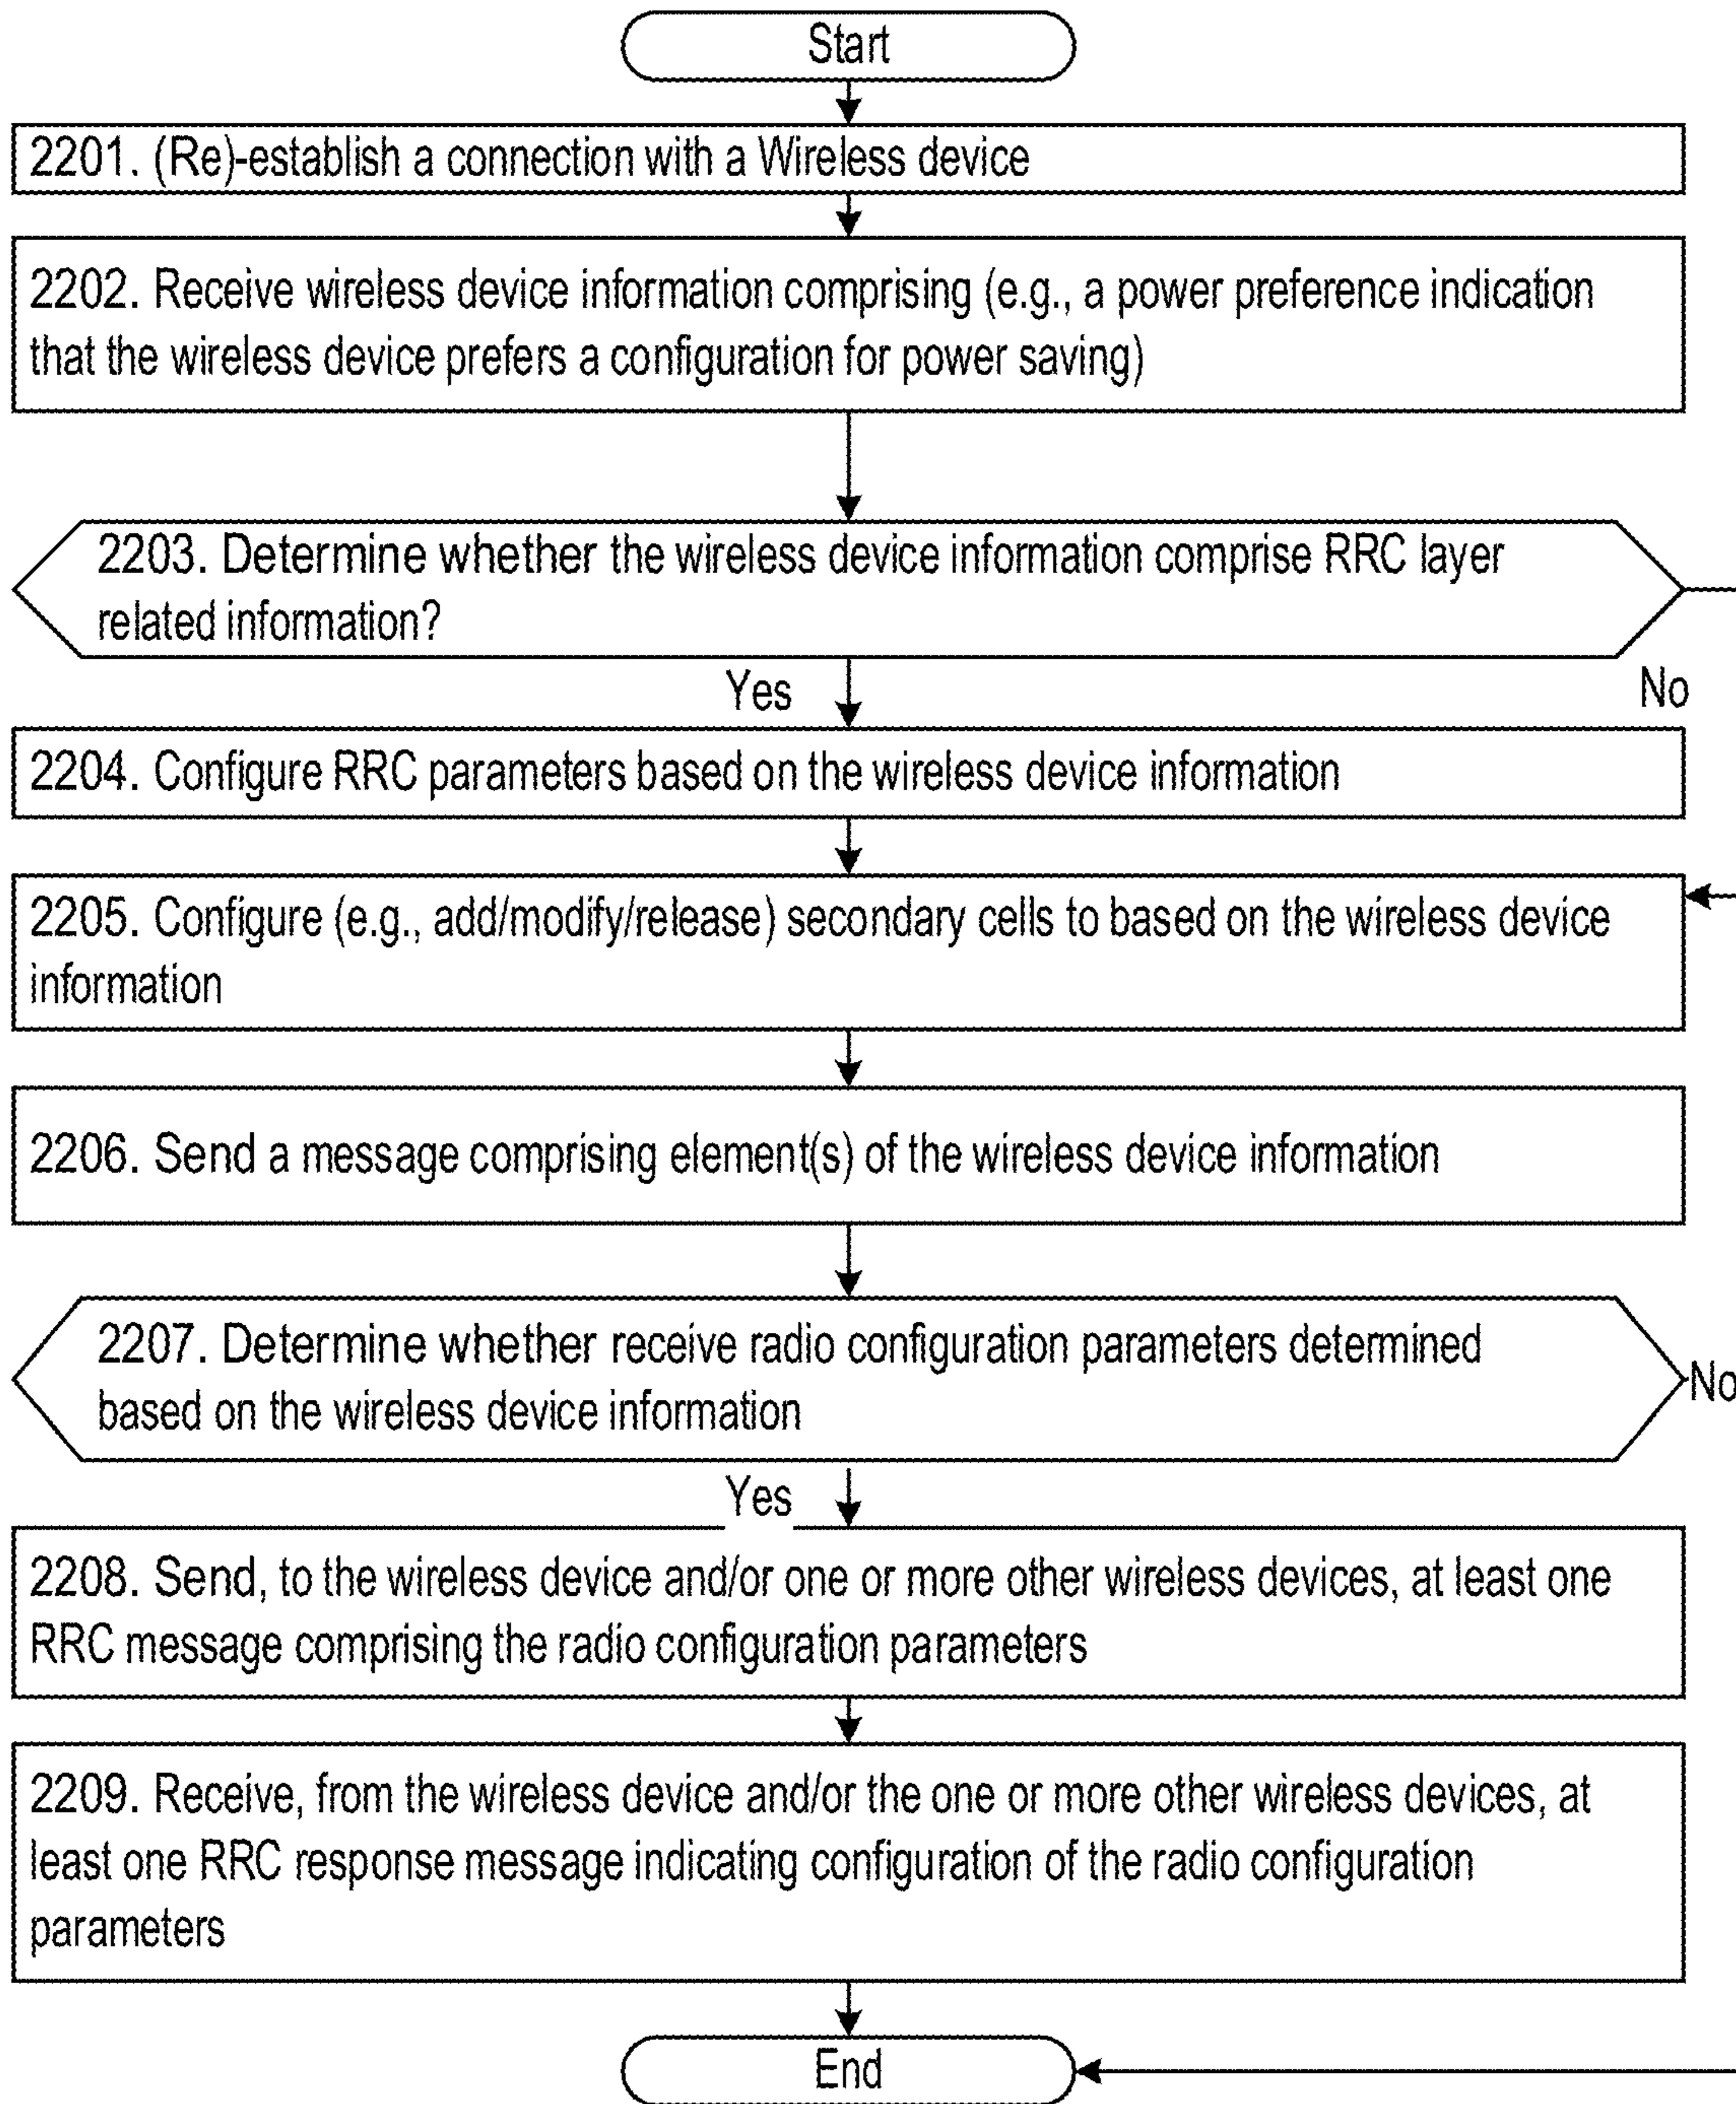 Start
2201. (Re)-establish a connection with a Wireless device
2202. Receive wireless device information comprising (e.g., a power preference indication
that the wireless device prefers a configuration for power saving)
2203. Determine whether the wireless device information comprise RRC layer
related information?
Yes
No
2204. Configure RRC parameters based on the wireless device information
2205. Configure (e.g., add/modify/release) secondary cells to based on the wireless device
information
2206. Send a message comprising element(s) of the wireless device information
2207. Determine whether receive radio configuration parameters determined
based on the wireless device information
No
Yes
2208. Send, to the wireless device and/or one or more other wireless devices, at least one
RRC message comprising the radio configuration parameters
2209. Receive, from the wireless device and/or the one or more other wireless devices, at
least one RRC response message indicating configuration of the radio configuration
parameters
End